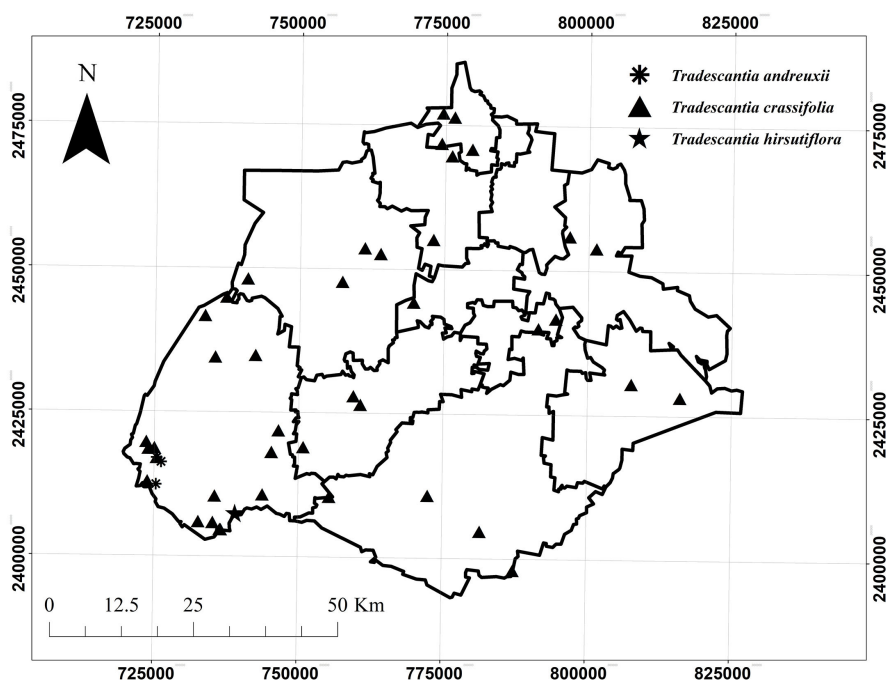 725000 750000 775000 800000 825000
N
Tradescantia andreuxii
Tradescantia crassifolia
Tradescantia hirsutiflora
2475000 2475000
2450000 2450000
2425000 2425000
2400000 2400000
0 12.5 25 50 Km
725000 750000 775000 800000 825000